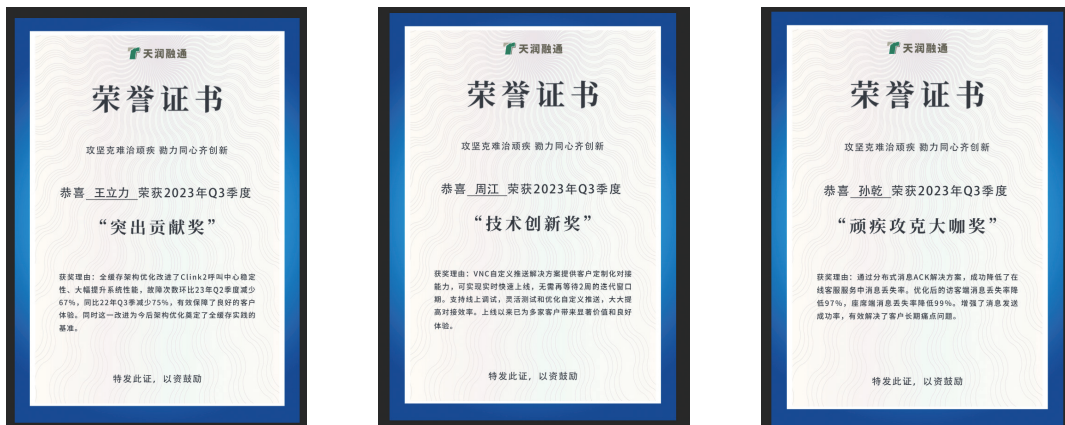 天润融通
荣誉证书
攻坚克难治顽疾 勠力同心齐创新
恭喜 王立力 荣获2023年Q3季度
“突出贡献奖”
获奖理由：全缓存架构优化改进了Clink2呼叫中心稳定
性、大幅提升系统性能，故障次数环比23年Q2季度减少
67%，同比22年Q3季减少75%，有效保障了良好的客户
体验。同时这一改进为今后架构优化奠定了全缓存实践的
基准。
特发此证，以资鼓励
天润融通
荣誉证书
攻坚克难治顽疾 勠力同心齐创新
恭喜 周江 荣获2023年Q3季度
“技术创新奖”
获奖理由：VNC自定义推送解决方案提供客户定制化对接
能力，可实现实时快速上线，无需再等待2周的迭代窗口
期。支持线上调试，灵活测试和优化自定义推送，大大提
高对接效率。上线以来已为多家客户带来显著价值和良好
体验。
特发此证，以资鼓励
天润融通
荣誉证书
攻坚克难治顽疾 勠力同心齐创新
恭喜 孙乾 荣获2023年Q3季度
“顽疾攻克大咖奖”
获奖理由：通过分布式消息ACK解决方案，成功降低了在
线客服服务中消息丢失率。优化后的访客端消息丢失率降
低97%，座席端消息丢失率降低99%。增强了消息发送
成功率，有效解决了客户长期痛点问题。
特发此证，以资鼓励